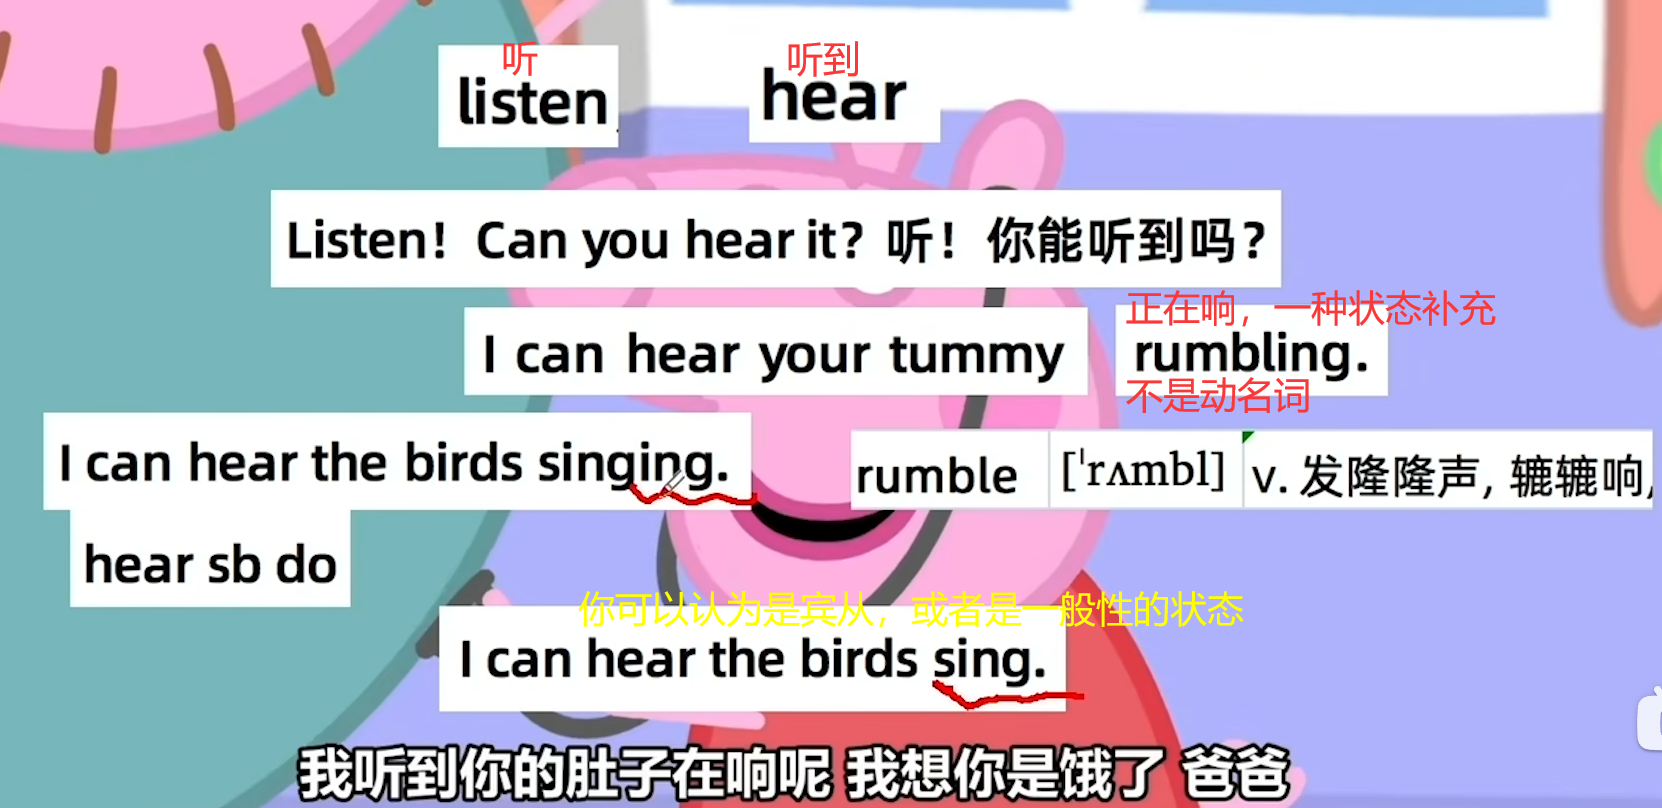 听
听到
listen
hear
Listen! Can you hear it? 听! 你能听到吗?
正在响，一种状态补充
I can hear your tummy rumbling.
不是动名词
I can hear the birds singing.
rumble ['rʌmbl] v. 发隆隆声, 辘辘响,
hear sb do
你可以认为是宾从，或者是一般性的状态
I can hear the birds sing.
我听到你的肚子在响呢 我想你是饿了 爸爸